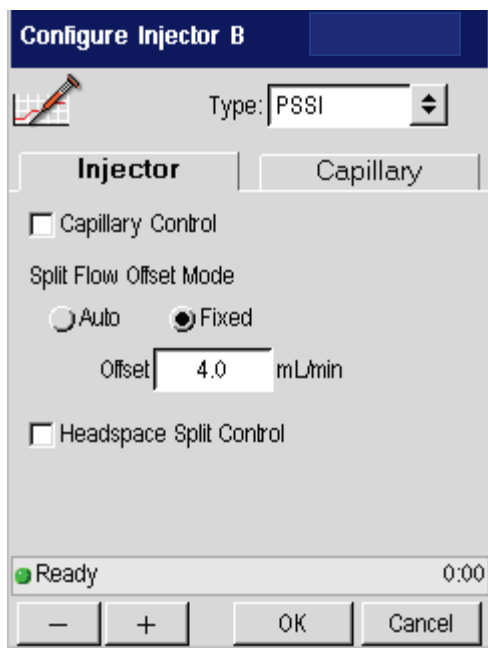 Configure Injector B
Type: PSSI
Injector Capillary
Capillary Control
Split Flow Offset Mode
Auto Fixed
Offset 4.0 mL/min
Headspace Split Control
Ready 0:00
− + OK Cancel